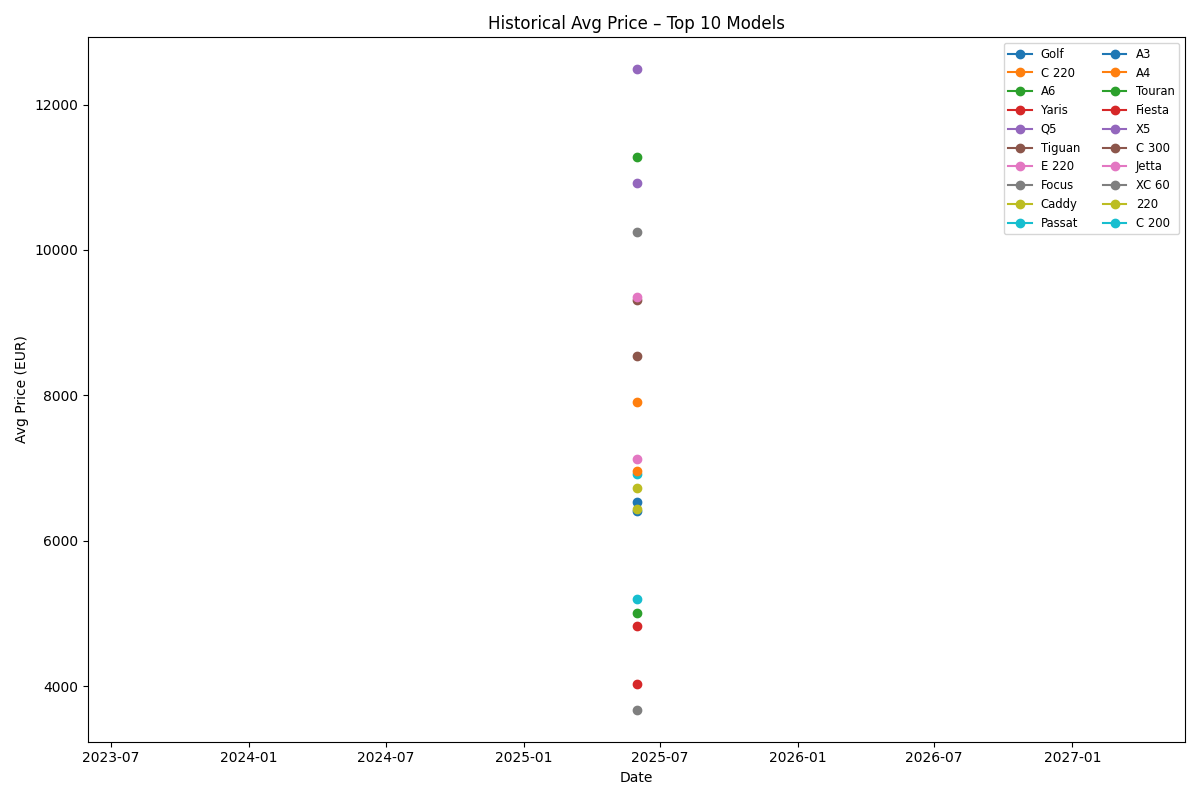 Historical Avg Price – Top 10 Models
Avg Price (EUR)
12000
10000
8000
6000
4000
Golf
C 220
A6
Yaris
Q5
Tiguan
E 220
Focus
Caddy
Passat
A3
A4
Touran
Fiesta
X5
C 300
Jetta
XC 60
220
C 200
2023-07 2024-01 2024-07 2025-01 2025-07 2026-01 2026-07 2027-01
Date